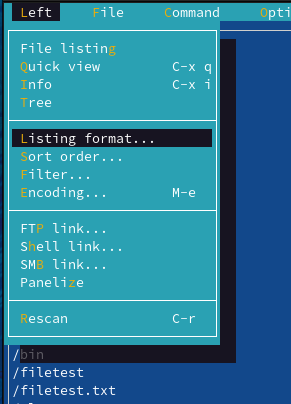 Left File Command Opti
File listing
Quick view C-x q
Info C-x i
Tree
Listing format...
Sort order...
Filter...
Encoding... M-e
FTP link...
Shell link...
SMB link...
Panelize
Rescan C-r
/bin
/filetest
/filetest.txt